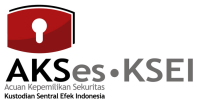 AKSes•KSEI
Acuan Kepemilikan Sekuritas
Kustodian Sentral Efek Indonesia